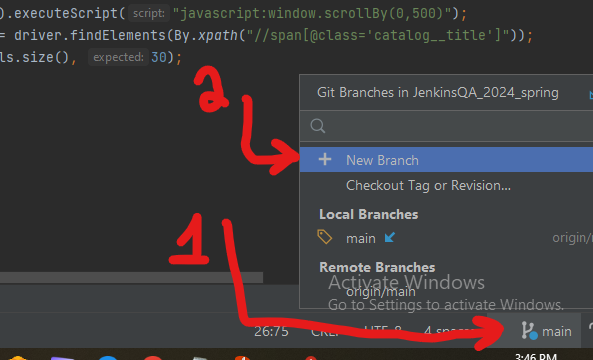 ).executeScript( script: "javascript:window.scrollBy(0,500)");
= driver.findElements(By.xpath("//span[@class='catalog__title']"));
ls.size(), expected: 30);
2
Git Branches in JenkinsQA_2024_spring
+ New Branch
Checkout Tag or Revision...
1
Local Branches
main origin/
Remote Branches
origin/main
Activate Windows
Go to Settings to activate Windows.
26:75 UTF-8 4 main
3:46 PM